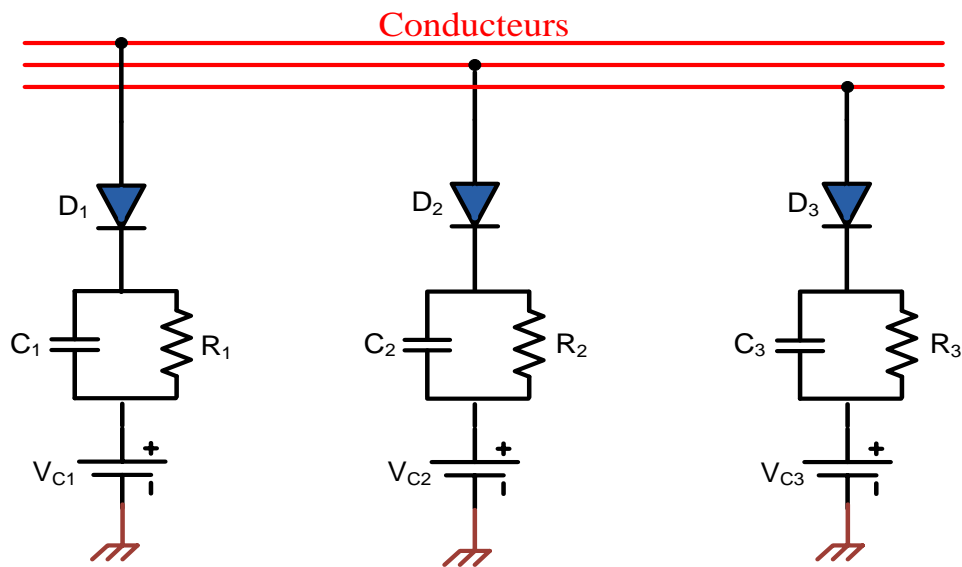 Conducteurs
D1
D2
D3
C1
R1
C2
R2
C3
R3
VC1
+
-
VC2
+
-
VC3
+
-